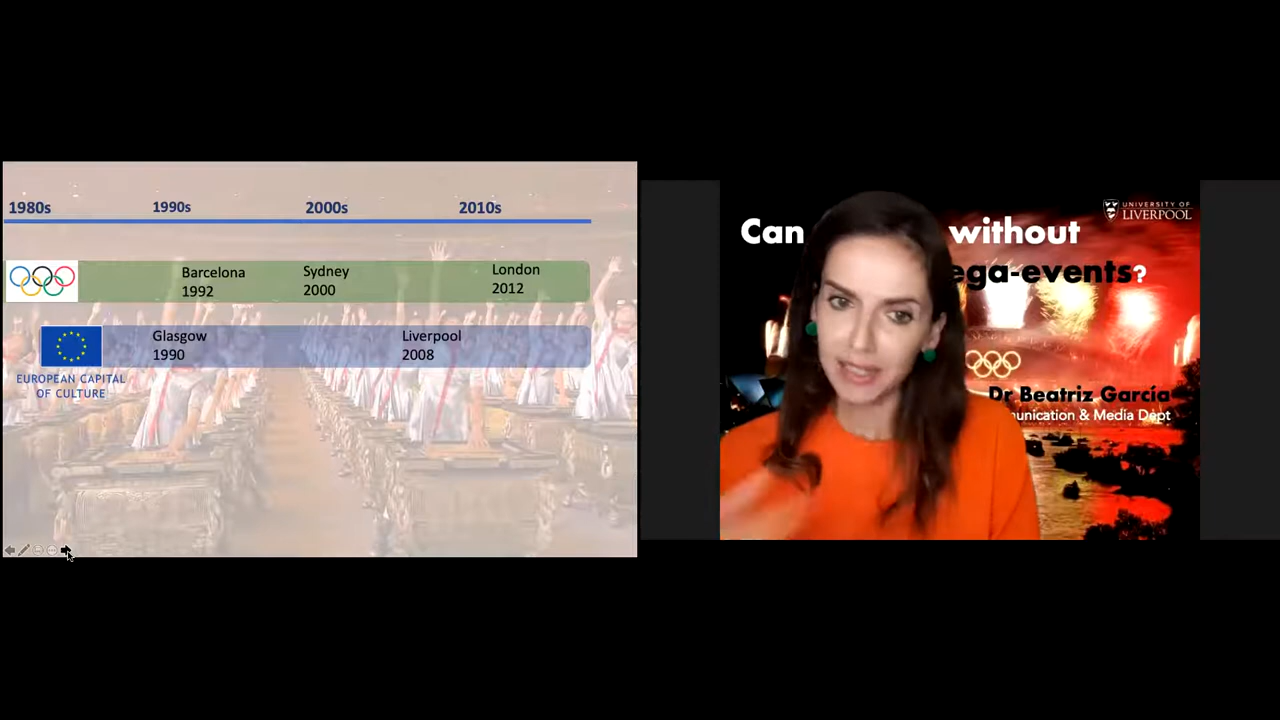 1980s
1990s
2000s
2010s
Barcelona
1992
Sydney
2000
London
2012
Glasgow
1990
Liverpool
2008
EUROPEAN CAPITAL
OF CULTURE
UNIVERSITY OF
LIVERPOOL
Can without
ega-events?
Dr Beatriz García
unication & Media Dept